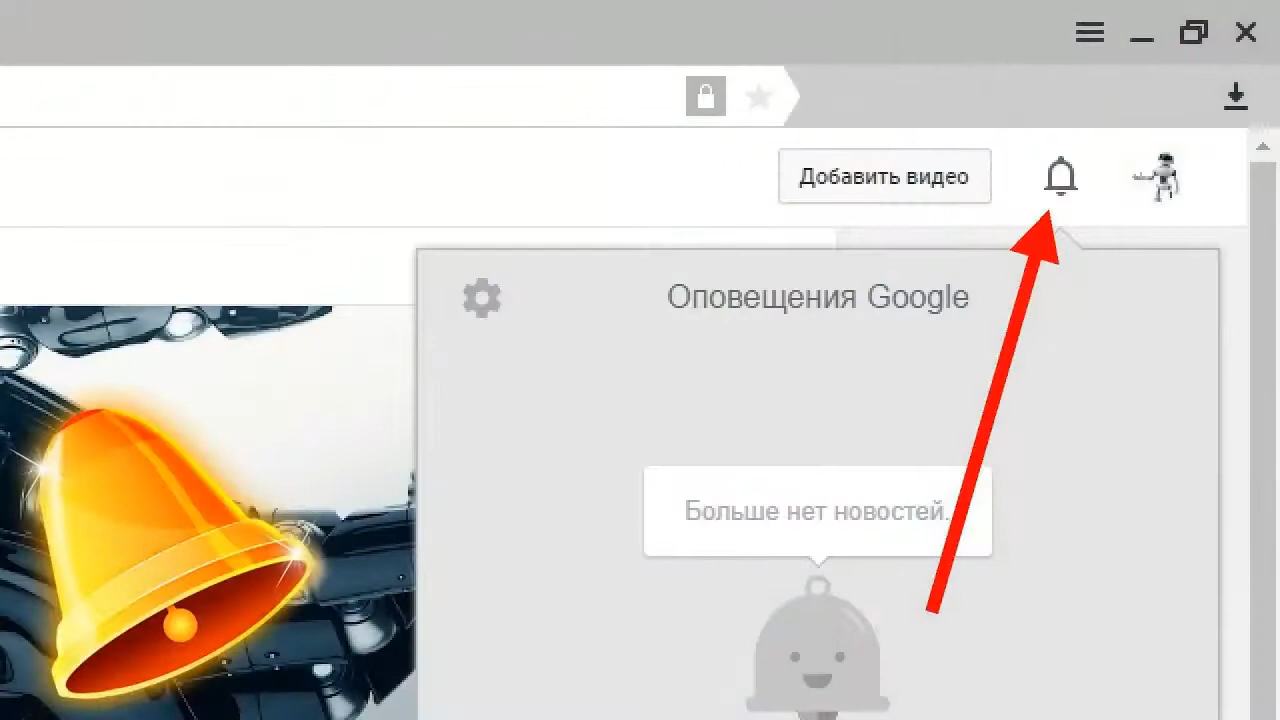 Добавить видео
Оповещения Google
Больше нет новостей.